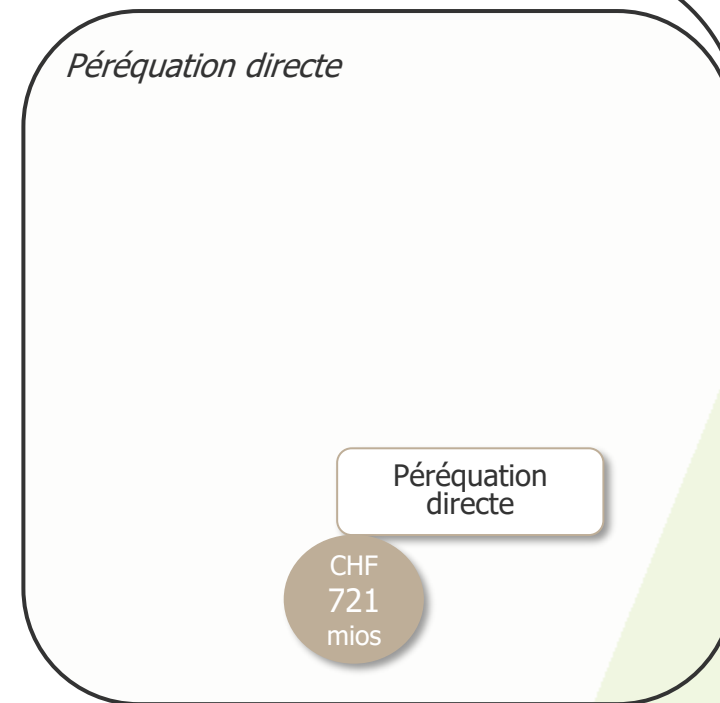 Péréquation directe
Péréquation
directe
CHF
721
mios